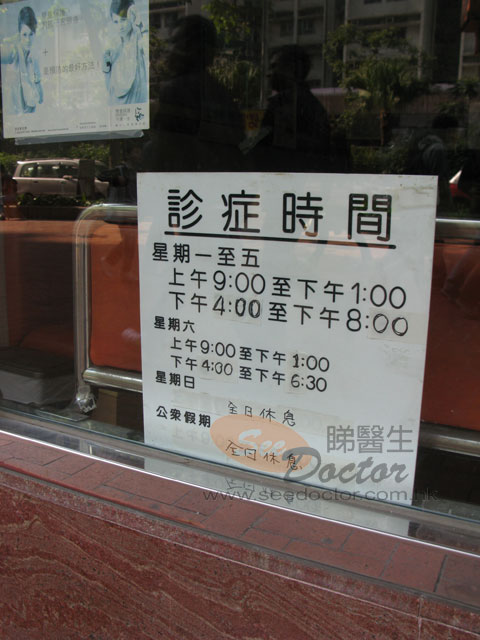 診症時間
星期一至五
上午9:00至下午1:00
下午4:00至下午8:00
星期六
上午9:00至下午1:00
下午4:00至下午6:30
星期日 全日休息
公衆假期 全日休息
睇醫生
See Doctor
www.seedoctor.com.hk